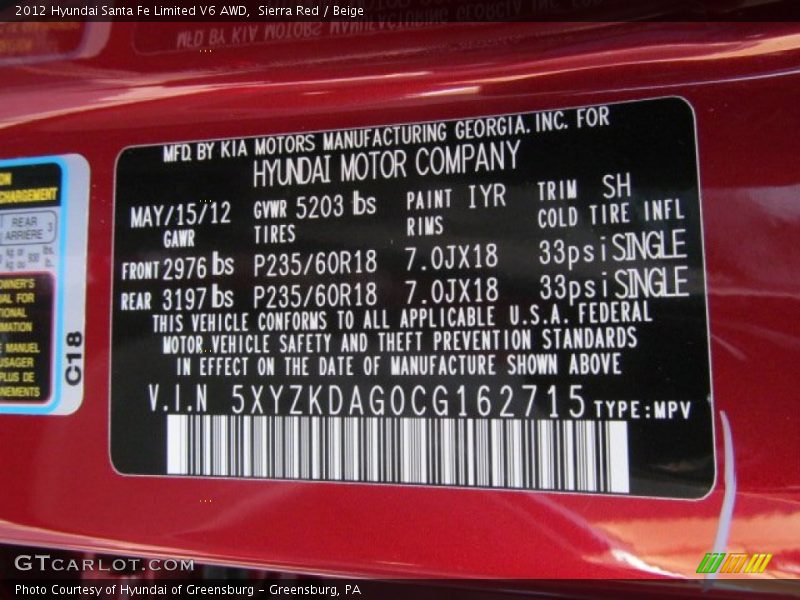 2012 Hyundai Santa Fe Limited V6 AWD, Sierra Red / Beige
MFD. BY KIA MOTORS MANUFACTURING GEORGIA, INC. FOR
HYUNDAI MOTOR COMPANY
MAY/15/12 GVWR 5203 lbs PAINT IYR TRIM SH
GAWR TIRES RIMS COLD TIRE INFL
FRONT 2976 lbs P235/60R18 7.0JX18 33psi SINGLE
REAR 3197 lbs P235/60R18 7.0JX18 33psi SINGLE
THIS VEHICLE CONFORMS TO ALL APPLICABLE U.S.A. FEDERAL
MOTOR VEHICLE SAFETY AND THEFT PREVENTION STANDARDS
IN EFFECT ON THE DATE OF MANUFACTURE SHOWN ABOVE
V.I.N 5XYZKDAG0CG162715 TYPE:MPV
REAR
ARRIERE 3
C18
GTCARLOT.COM
Photo Courtesy of Hyundai of Greensburg - Greensburg, PA